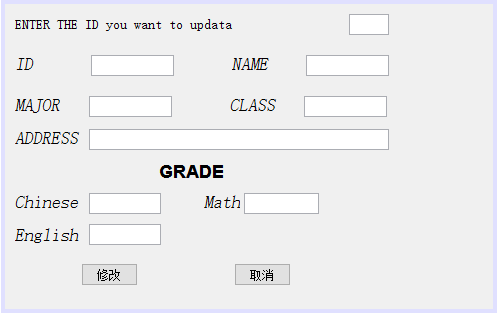 ENTER THE ID you want to updata
ID NAME
MAJOR CLASS
ADDRESS
GRADE
Chinese Math
English
修改 取消